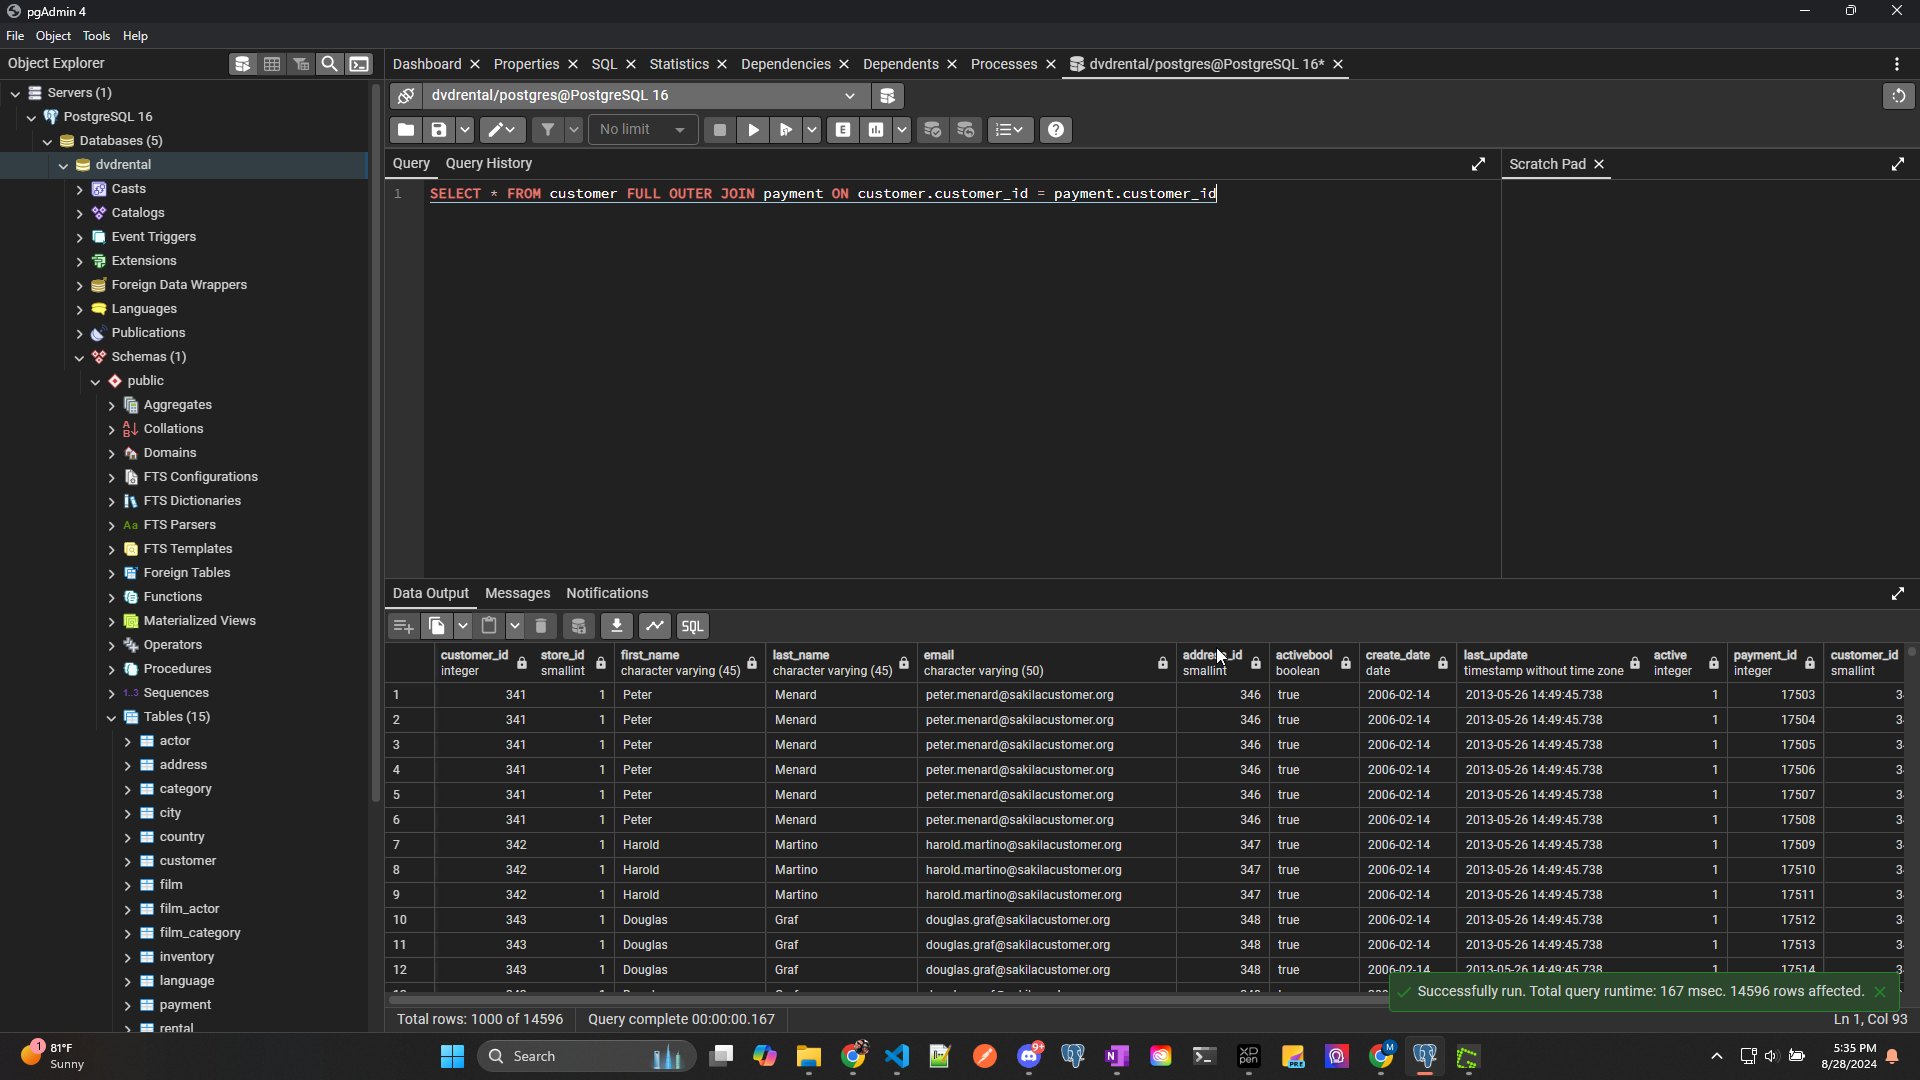 pgAdmin 4
File Object Tools Help
Object Explorer
Dashboard Properties SQL Statistics Dependencies Dependents Processes dvdrental/postgres@PostgreSQL 16*
Servers (1)
dvdrental/postgres@PostgreSQL 16
PostgreSQL 16
Databases (5)
No limit
E
dvdrental
Query Query History
Scratch Pad
Casts
1 SELECT * FROM customer FULL OUTER JOIN payment ON customer.customer_id = payment.customer_id
Catalogs
Event Triggers
Extensions
Foreign Data Wrappers
Languages
Publications
Schemas (1)
public
Aggregates
Collations
Domains
FTS Configurations
FTS Dictionaries
Aa FTS Parsers
FTS Templates
Foreign Tables
Functions
Materialized Views
Operators
Procedures
1..3 Sequences
Tables (15)
actor
address
category
city
country
customer
film
film_actor
film_category
inventory
language
payment
rental
Data Output Messages Notifications
SQL
customer_id store_id first_name last_name email address_id activebool create_date last_update active payment_id customer_id
integer smallint character varying (45) character varying (45) character varying (50) smallint boolean date timestamp without time zone integer integer smallint
1 341 1 Peter Menard peter.menard@sakilacustomer.org 346 true 2006-02-14 2013-05-26 14:49:45.738 1 17503
2 341 1 Peter Menard peter.menard@sakilacustomer.org 346 true 2006-02-14 2013-05-26 14:49:45.738 1 17504
3 341 1 Peter Menard peter.menard@sakilacustomer.org 346 true 2006-02-14 2013-05-26 14:49:45.738 1 17505
4 341 1 Peter Menard peter.menard@sakilacustomer.org 346 true 2006-02-14 2013-05-26 14:49:45.738 1 17506
5 341 1 Peter Menard peter.menard@sakilacustomer.org 346 true 2006-02-14 2013-05-26 14:49:45.738 1 17507
6 341 1 Peter Menard peter.menard@sakilacustomer.org 346 true 2006-02-14 2013-05-26 14:49:45.738 1 17508
7 342 1 Harold Martino harold.martino@sakilacustomer.org 347 true 2006-02-14 2013-05-26 14:49:45.738 1 17509
8 342 1 Harold Martino harold.martino@sakilacustomer.org 347 true 2006-02-14 2013-05-26 14:49:45.738 1 17510
9 342 1 Harold Martino harold.martino@sakilacustomer.org 347 true 2006-02-14 2013-05-26 14:49:45.738 1 17511
10 343 1 Douglas Graf douglas.graf@sakilacustomer.org 348 true 2006-02-14 2013-05-26 14:49:45.738 1 17512
11 343 1 Douglas Graf douglas.graf@sakilacustomer.org 348 true 2006-02-14 2013-05-26 14:49:45.738 1 17513
12 343 1 Douglas Graf douglas.graf@sakilacustomer.org 348 true 2006-02-14 2013-05-26 14:49:45.738 1 17514
Successfully run. Total query runtime: 167 msec. 14596 rows affected.
Total rows: 1000 of 14596 Query complete 00:00:00.167 Ln 1, Col 93
1 81°F
Sunny
Search
9+
M
5:35 PM
8/28/2024